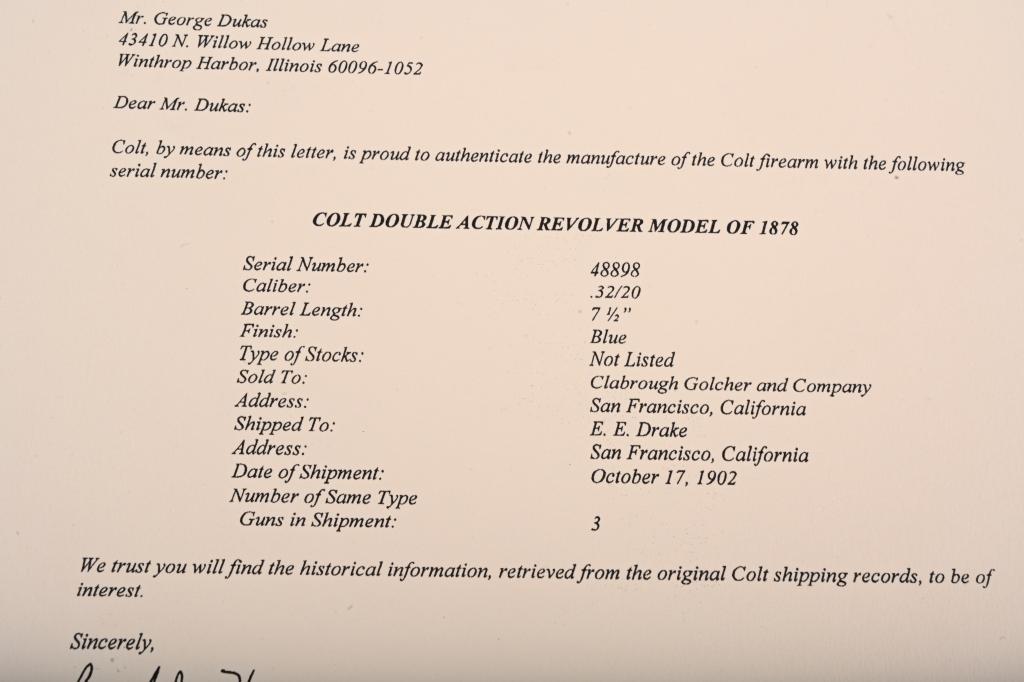 Mr. George Dukas
43410 N. Willow Hollow Lane
Winthrop Harbor, Illinois 60096-1052
Dear Mr. Dukas:
Colt, by means of this letter, is proud to authenticate the manufacture of the Colt firearm with the following
serial number:
COLT DOUBLE ACTION REVOLVER MODEL OF 1878
Serial Number: 48898
Caliber: .32/20
Barrel Length: 7 ½”
Finish: Blue
Type of Stocks: Not Listed
Sold To: Clabrough Golcher and Company
Address: San Francisco, California
Shipped To: E. E. Drake
Address: San Francisco, California
Date of Shipment: October 17, 1902
Number of Same Type
Guns in Shipment: 3
We trust you will find the historical information, retrieved from the original Colt shipping records, to be of
interest.
Sincerely,